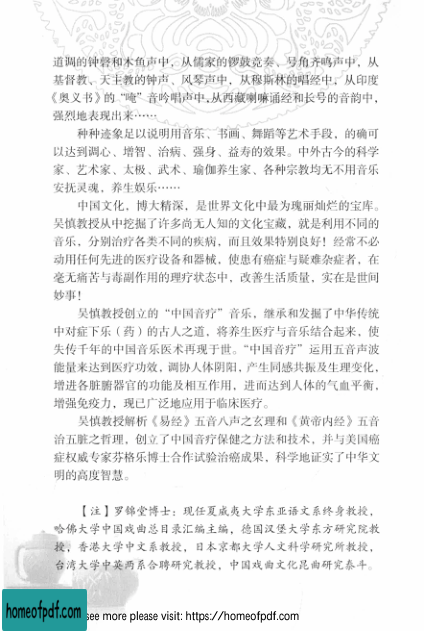 道调的钟磬和木鱼声中，从儒家的锣鼓竞奏、号角齐鸣声中，从
基督教、天主教的钟声、风琴声中，从穆斯林的唱经中，从印度
《奥义书》的“唵”音吟唱声中，从西藏喇嘛诵经和长号的音韵中，
强烈地表现出来……
种种迹象足以说明用音乐、书画、舞蹈等艺术手段，的确可
以达到调心、增智、治病、强身、益寿的效果。中外古今的科学
家、艺术家、太极、武术、瑜伽养生家、各种宗教均无不用音乐
安抚灵魂，养生娱乐……
中国文化，博大精深，是世界文化中最为瑰丽灿烂的宝库。
吴慎教授从中挖掘了许多尚无人知的文化宝藏，就是利用不同的
音乐，分别治疗各类不同的疾病，而且效果特别良好！经常不必
动用任何先进的医疗设备和器械，使患有癌症与疑难杂症者，在
毫无痛苦与毒副作用的理疗状态中，改善生活质量，实在是世间
妙事！
吴慎教授创立的“中国音疗”音乐，继承和发掘了中华传统
中对症下乐（药）的古人之道，将养生医疗与音乐结合起来，使
失传千年的中国音乐医术再现于世。“中国音疗”运用五音声波
能量来达到医疗功效，调协人体阴阳，产生同感共振及生理变化，
增进各脏腑器官的功能及相互作用，进而达到人体的气血平衡，
增强免疫力，现已广泛地应用于临床医疗。
吴慎教授解析《易经》五音八声之玄理和《黄帝内经》五音
治五脏之哲理，创立了中国音疗保健之方法和技术，并与美国癌
症权威专家芬格乐博士合作试验治癌成果，科学地证实了中华文
明的高度智慧。
【注】罗锦堂博士：现任夏威夷大学东亚语文系终身教授，
哈佛大学中国戏曲总目录汇编主编，德国汉堡大学东方研究院教
授，香港大学中文系教授，日本京都大学人文科学研究所教授，
台湾大学中英两系合聘研究教授，中国戏曲文化昆曲研究泰斗。
homeofpdf.com
see more please visit: https://homeofpdf.com